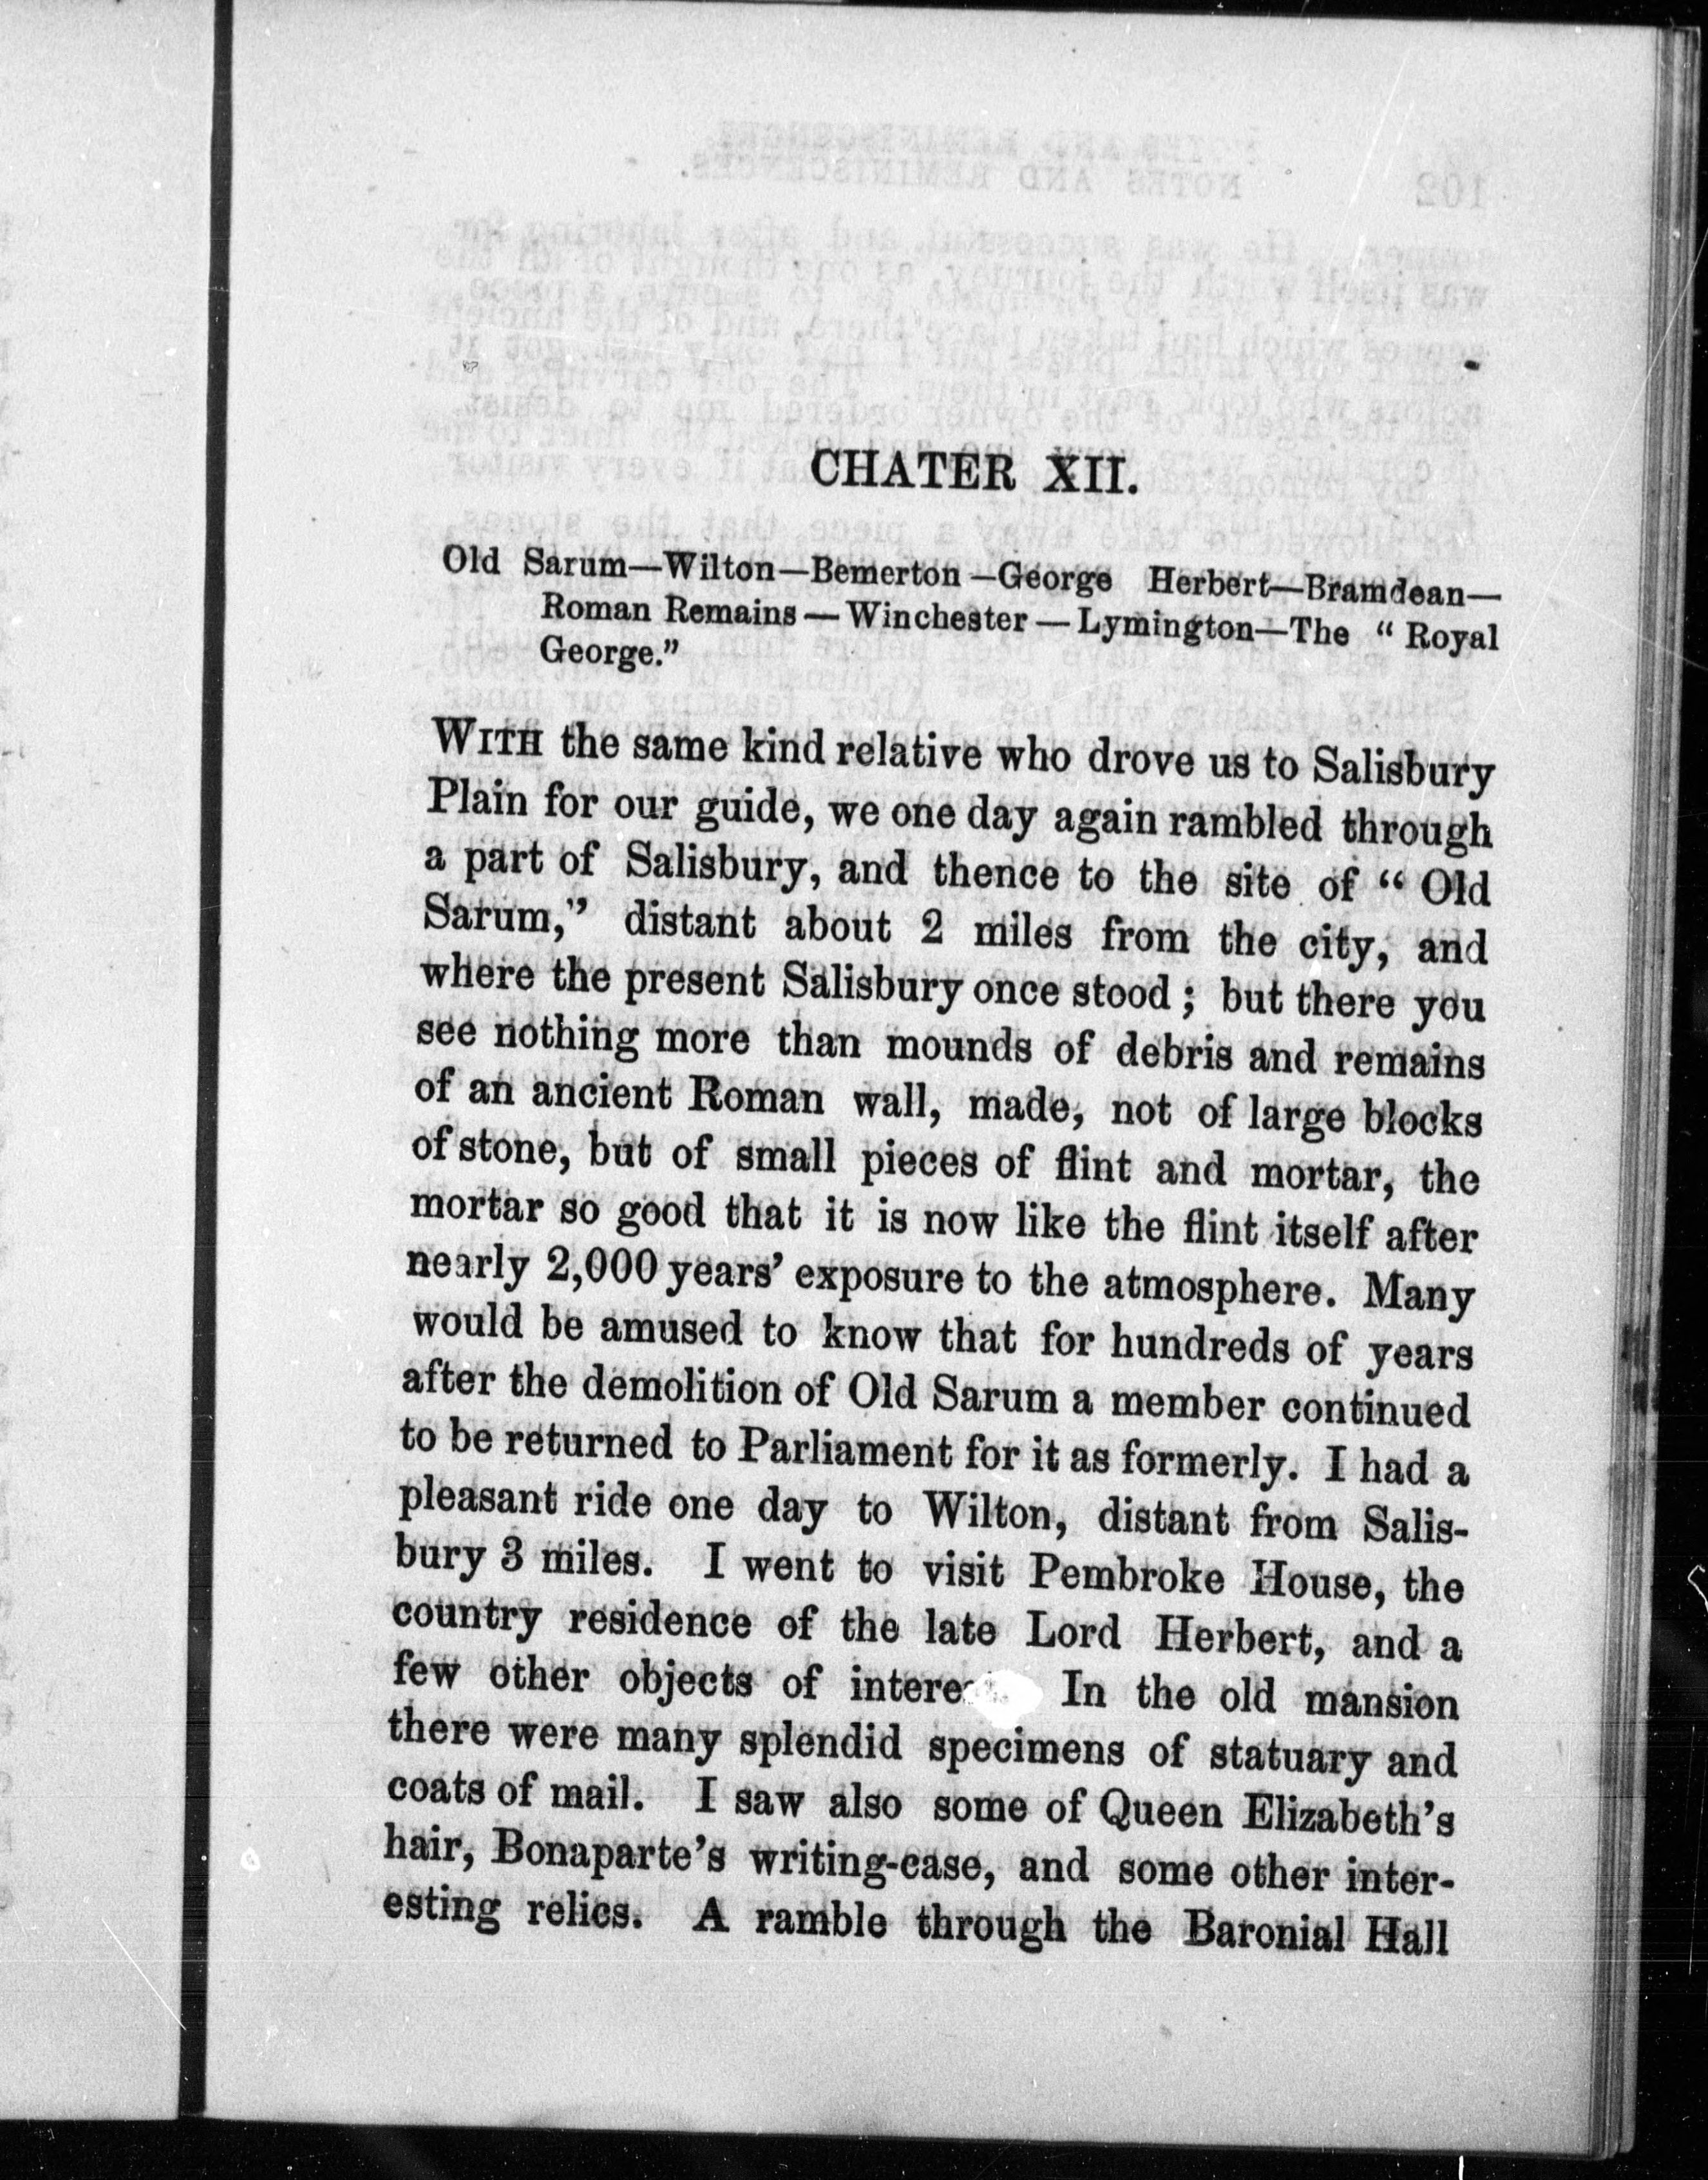 CHATER XII.
Old Sarum—Wilton—Bemerton—George Herbert—Bramdean—
Roman Remains—Winchester—Lymington—The "Royal
George."
WITH the same kind relative who drove us to Salisbury
Plain for our guide, we one day again rambled through
a part of Salisbury, and thence to the site of "Old
Sarum," distant about 2 miles from the city, and
where the present Salisbury once stood; but there you
see nothing more than mounds of debris and remains
of an ancient Roman wall, made, not of large blocks
of stone, but of small pieces of flint and mortar, the
mortar so good that it is now like the flint itself after
nearly 2,000 years' exposure to the atmosphere. Many
would be amused to know that for hundreds of years
after the demolition of Old Sarum a member continued
to be returned to Parliament for it as formerly. I had a
pleasant ride one day to Wilton, distant from Salis-
bury 3 miles. I went to visit Pembroke House, the
country residence of the late Lord Herbert, and a
few other objects of In the old mansion
there were many splendid specimens of statuary and
coats of mail. I saw also some of Queen Elizabeth's
hair, Bonaparte's writing-case, and some other inter-
esting relics. A ramble through the Baronial Hall